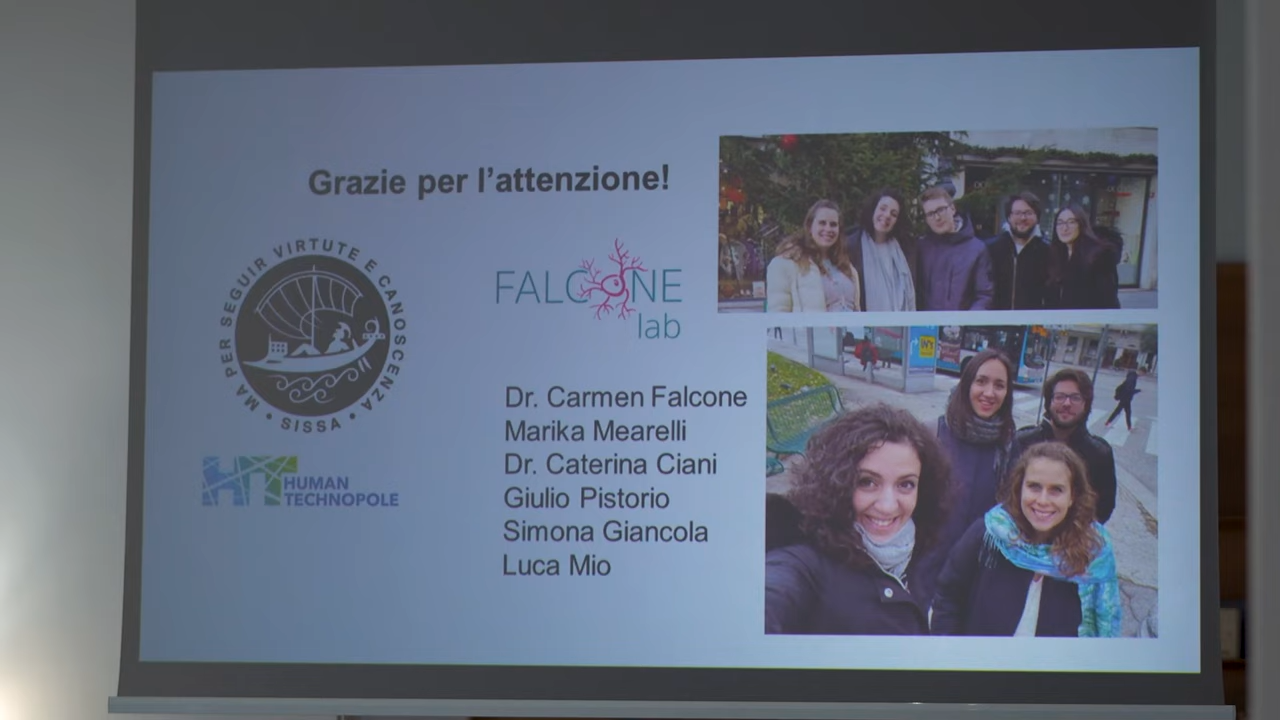 Grazie per l'attenzione!
MA PER SEGUIR VIRTUTE E CANOSCENZA
• SISSA •
FALCONE
lab
HT HUMAN
TECHNOPOLE
Dr. Carmen Falcone
Marika Mearelli
Dr. Caterina Ciani
Giulio Pistorio
Simona Giancola
Luca Mio